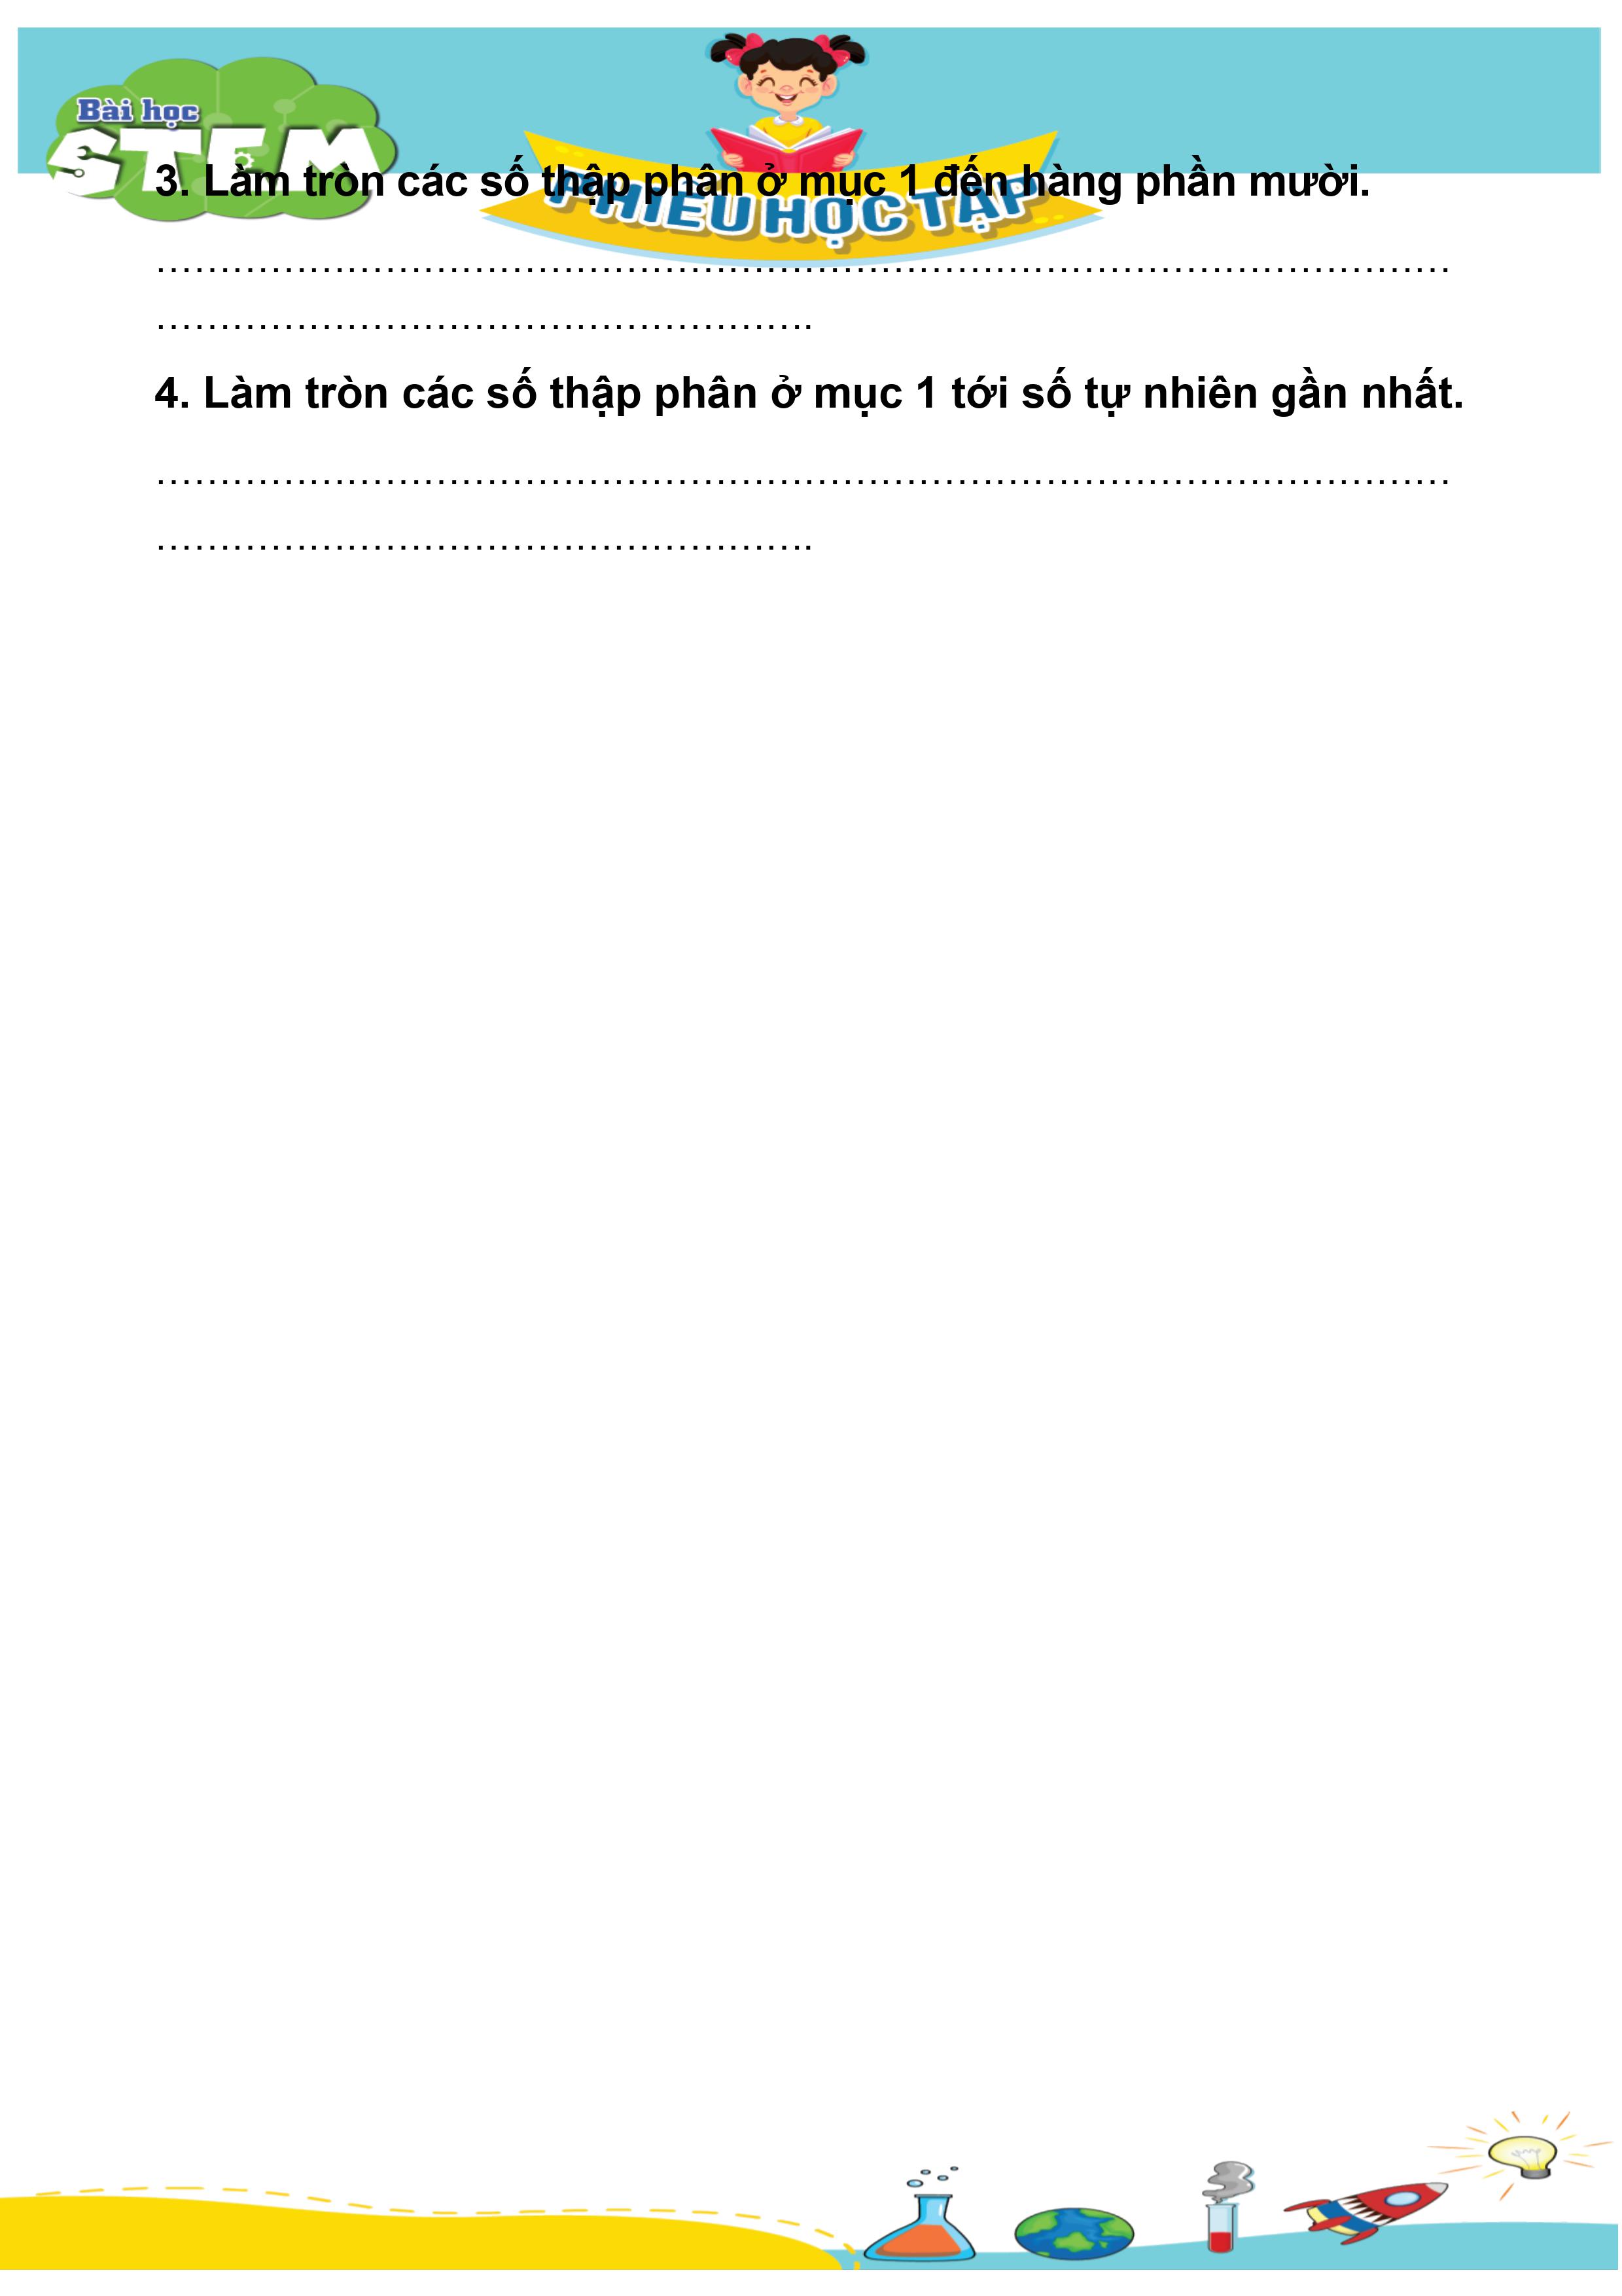 Bài học
STEM
3. Làm tròn các số thập phân ở mục 1 đến hàng phần mười.
PHIẾU HỌC TẬP
……………………………………………………………………………………………
…………………………………………….
4. Làm tròn các số thập phân ở mục 1 tới số tự nhiên gần nhất.
……………………………………………………………………………………………
…………………………………………….